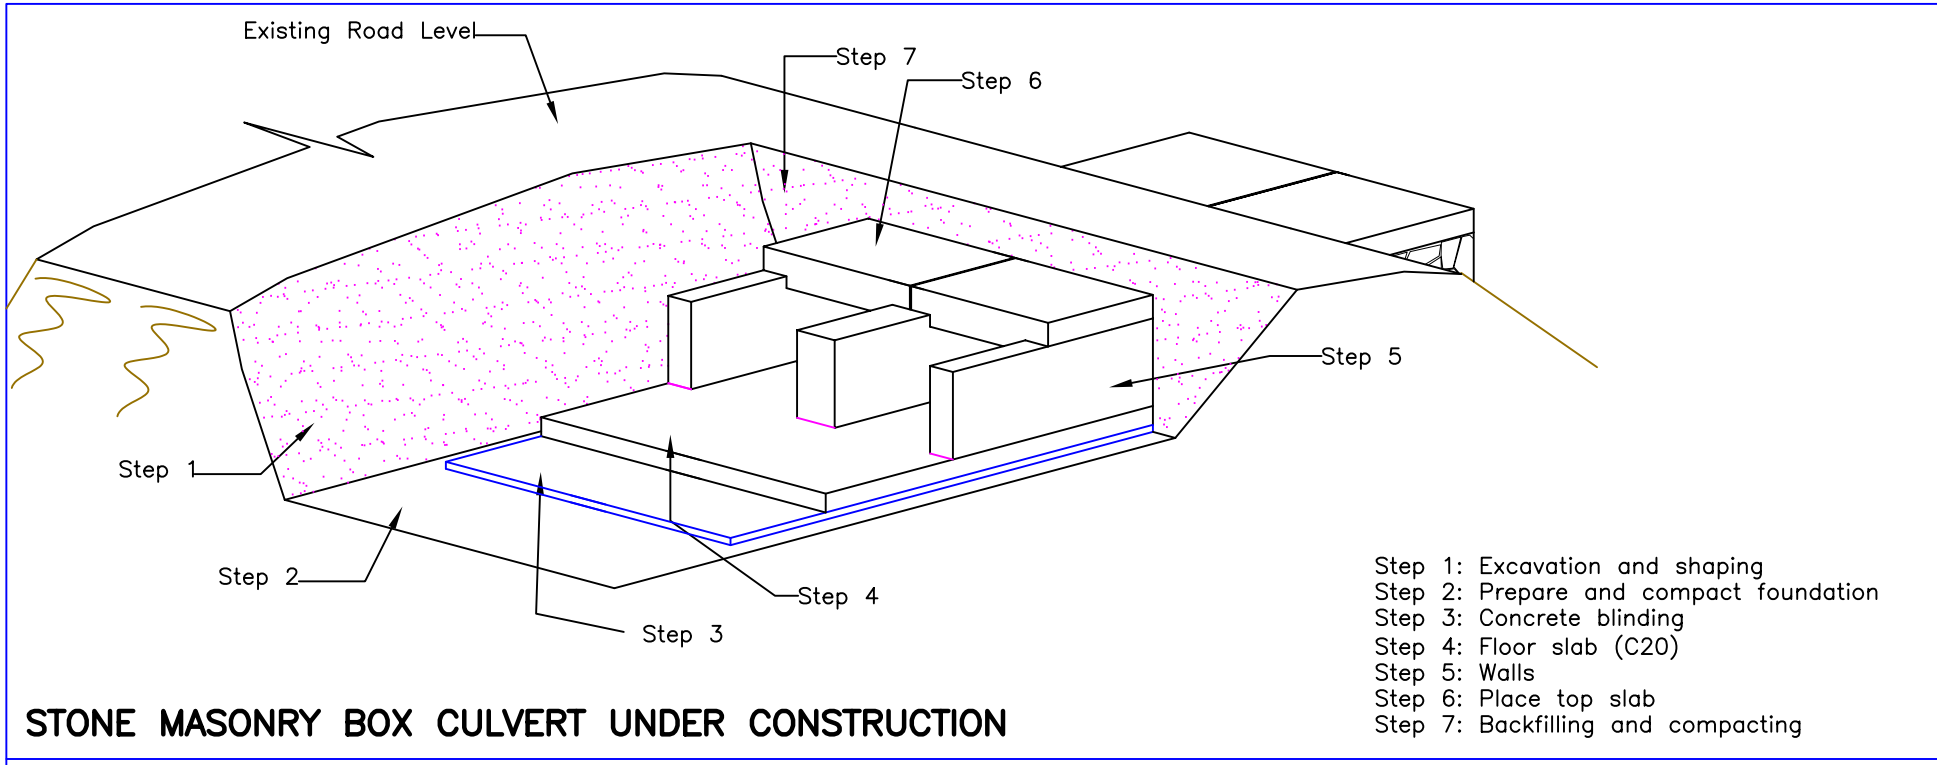 Existing Road Level
Step 7
Step 6
Step 5
Step 1
Step 2
Step 4
Step 3
Step 1: Excavation and shaping
Step 2: Prepare and compact foundation
Step 3: Concrete blinding
Step 4: Floor slab (C20)
Step 5: Walls
Step 6: Place top slab
Step 7: Backfilling and compacting
STONE MASONRY BOX CULVERT UNDER CONSTRUCTION